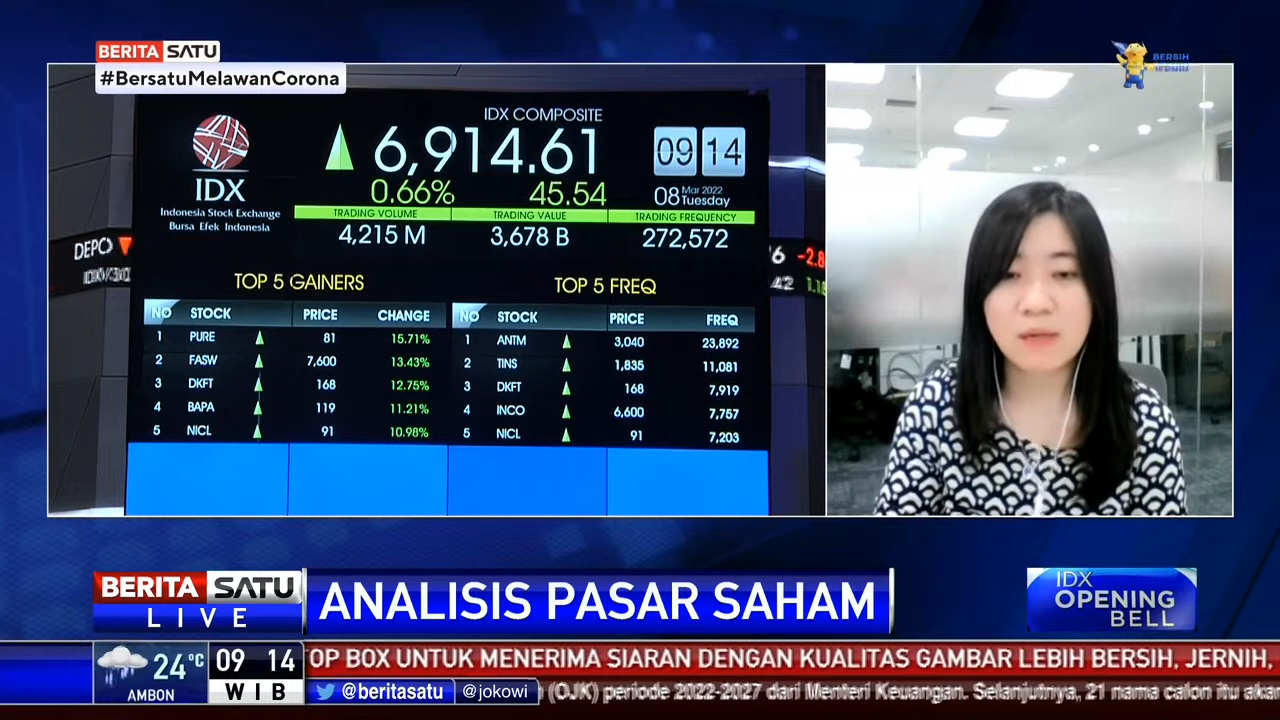 BERITA SATU
#BersatuMelawanCorona
BERSIH
IDX
Indonesia Stock Exchange
Bursa Efek Indonesia
IDX COMPOSITE
6,914.61
0.66% 45.54
09 14
08 Mar 2022 Tuesday
TRADING VOLUME TRADING VALUE TRADING FREQUENCY
4,215 M 3,678 B 272,572
TOP 5 GAINERS
NO STOCK PRICE CHANGE
1 PURE 81 15.71%
2 FASW 7,600 13.43%
3 DKFT 168 12.75%
4 BAPA 119 11.21%
5 NICL 91 10.98%
TOP 5 FREQ
NO STOCK PRICE FREQ
1 ANTM 3,040 23,892
2 TINS 1,835 11,081
3 DKFT 168 7,919
4 INCO 6,600 7,757
5 NICL 91 7,203
BERITA SATU
LIVE
ANALISIS PASAR SAHAM
IDX
OPENING
BELL
24°C
AMBON
09 14
WIB
OP BOX UNTUK MENERIMA SIARAN DENGAN KUALITAS GAMBAR LEBIH BERSIH, JERNIH,
@beritasatu @jokowi
(OJK) periode 2022-2027 dari Menteri Keuangan. Selanjutnya, 21 nama calon itu akan